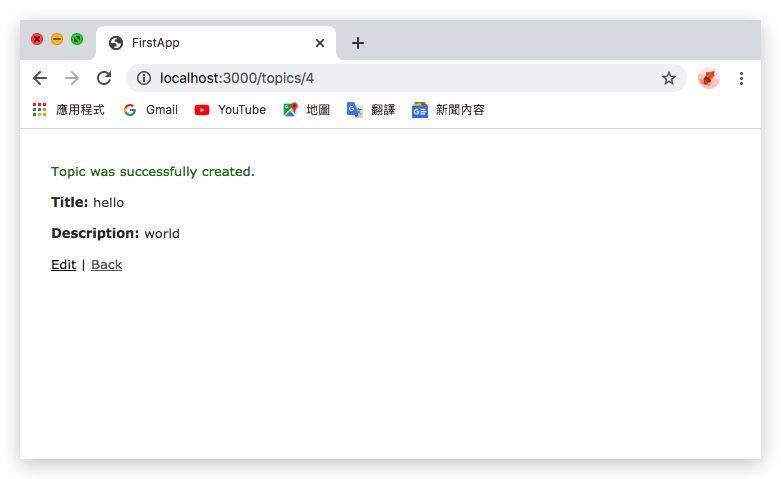 FirstApp
localhost:3000/topics/4
應用程式 Gmail YouTube 地圖 翻譯 新聞內容
Topic was successfully created.
Title: hello
Description: world
Edit | Back